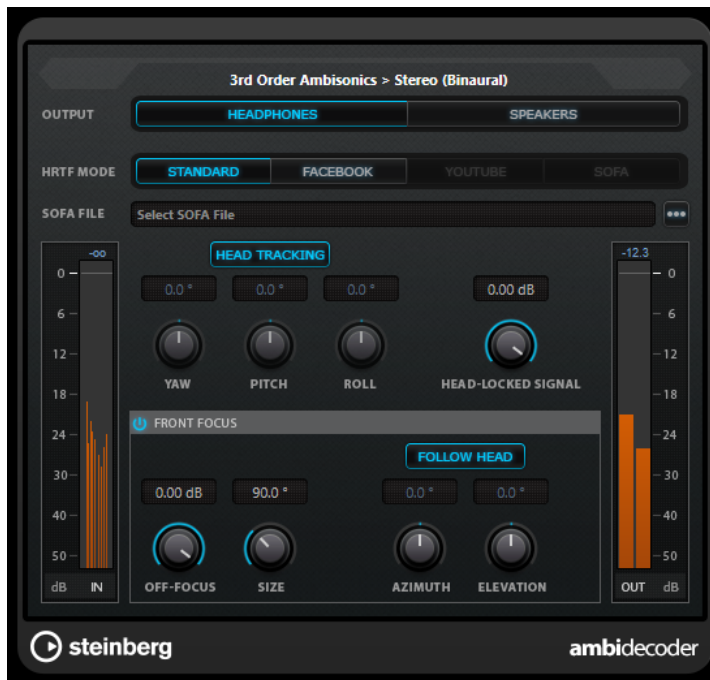 3rd Order Ambisonics > Stereo (Binaural)
OUTPUT HEADPHONES SPEAKERS
HRTF MODE STANDARD FACEBOOK YOUTUBE SOFA
SOFA FILE Select SOFA File
-∞ HEAD TRACKING -12.3
0 0.0 ° 0.0 ° 0.0 ° 0.00 dB 0
6 6
12 12
YAW PITCH ROLL HEAD-LOCKED SIGNAL
18 18
FRONT FOCUS
24 24
FOLLOW HEAD
30 0.00 dB 90.0 ° 0.0 ° 0.0 ° 30
40 40
50 50
dB IN OFF-FOCUS SIZE AZIMUTH ELEVATION OUT dB
steinberg ambidecoder